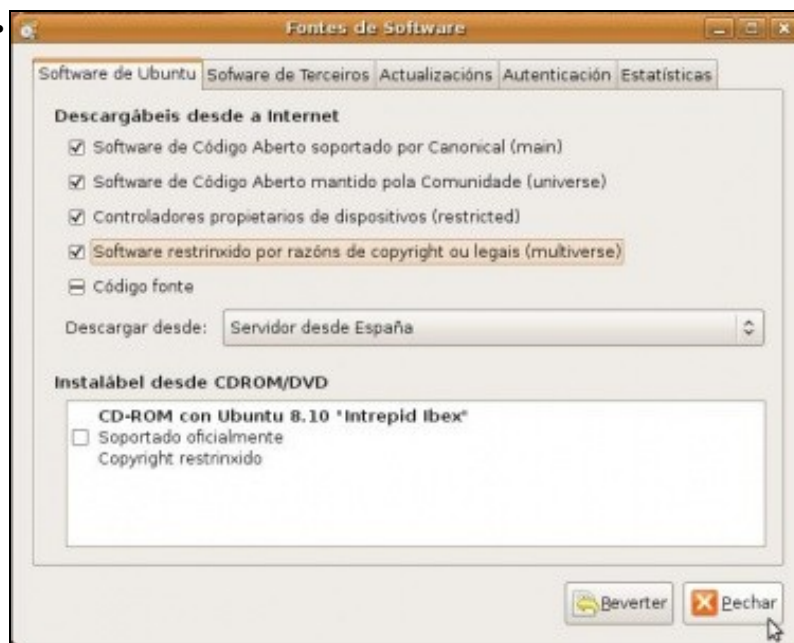 Fontes de Software
Software de Ubuntu Sofware de Terceiros Actualizacións Autenticación Estatísticas
Descargábeis desde a Internet
Software de Código Aberto soportado por Canonical (main)
Software de Código Aberto mantido pola Comunidade (universe)
Controladores propietarios de dispositivos (restricted)
Software restrinxido por razóns de copyright ou legais (multiverse)
Código fonte
Descargar desde: Servidor desde España
Instalábel desde CDROM/DVD
CD-ROM con Ubuntu 8.10 "Intrepid Ibex"
Soportado oficialmente
Copyright restrinxido
Reverter Pechar